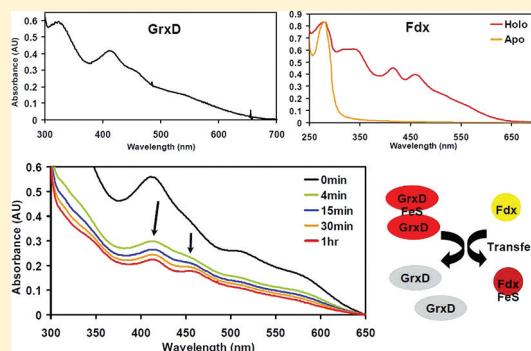 GrxD
Absorbance (AU)
0.6
0.5
0.4
0.3
0.2
0.1
0
300 400 500 600 700
Wavelength (nm)
Fdx
Holo
Apo
Absorbance (AU)
0.9
0.8
0.7
0.6
0.5
0.4
0.3
0.2
0.1
0
250 350 450 550 650
Wavelength (nm)
Absorbance (AU)
0.6
0.5
0.4
0.3
0.2
0.1
0
0min
4min
15min
30min
1hr
300 350 400 450 500 550 600 650
Wavelength (nm)
GrxD
FeS
GrxD
Fdx
Transfe
GrxD
GrxD
Fdx
FeS